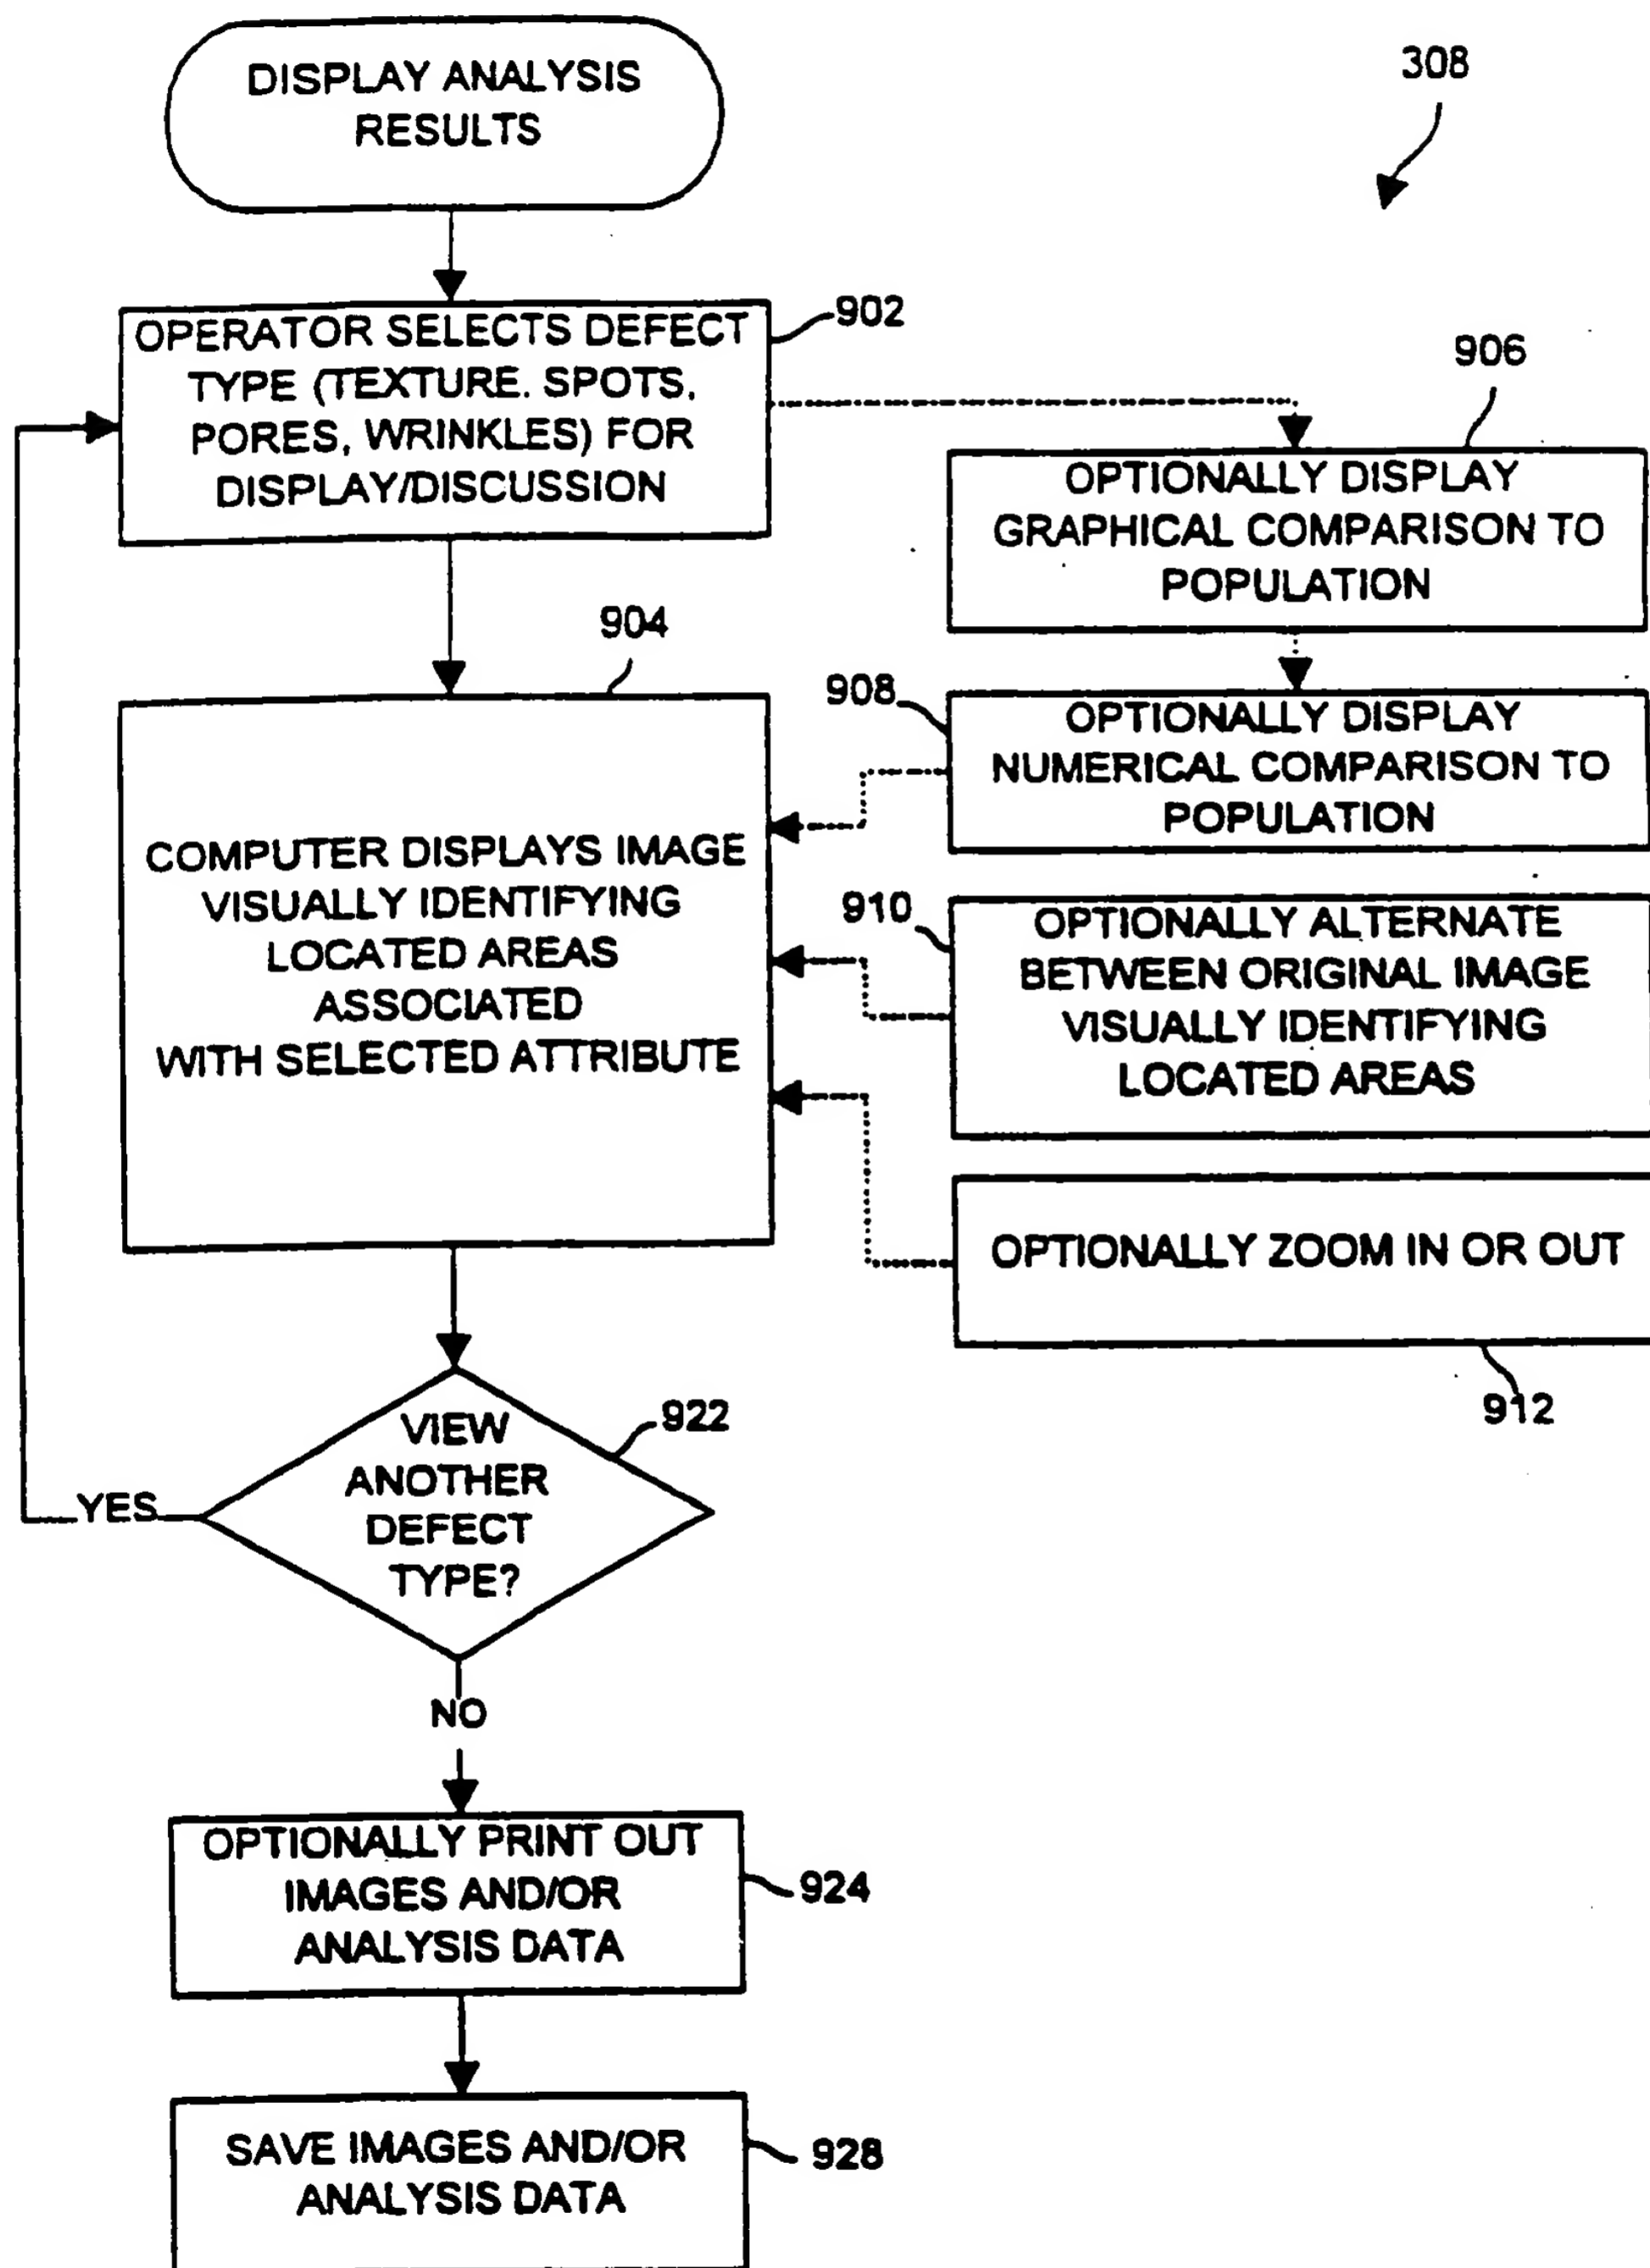 DISPLAY ANALYSIS
RESULTS
308
OPERATOR SELECTS DEFECT
TYPE (TEXTURE. SPOTS,
PORES, WRINKLES) FOR
DISPLAY/DISCUSSION
902
906
OPTIONALLY DISPLAY
GRAPHICAL COMPARISON TO
POPULATION
904
908
OPTIONALLY DISPLAY
NUMERICAL COMPARISON TO
POPULATION
COMPUTER DISPLAYS IMAGE
VISUALLY IDENTIFYING
LOCATED AREAS
ASSOCIATED
WITH SELECTED ATTRIBUTE
910
OPTIONALLY ALTERNATE
BETWEEN ORIGINAL IMAGE
VISUALLY IDENTIFYING
LOCATED AREAS
OPTIONALLY ZOOM IN OR OUT
912
VIEW
ANOTHER
DEFECT
TYPE?
922
YES
NO
OPTIONALLY PRINT OUT
IMAGES AND/OR
ANALYSIS DATA
924
SAVE IMAGES AND/OR
ANALYSIS DATA
928